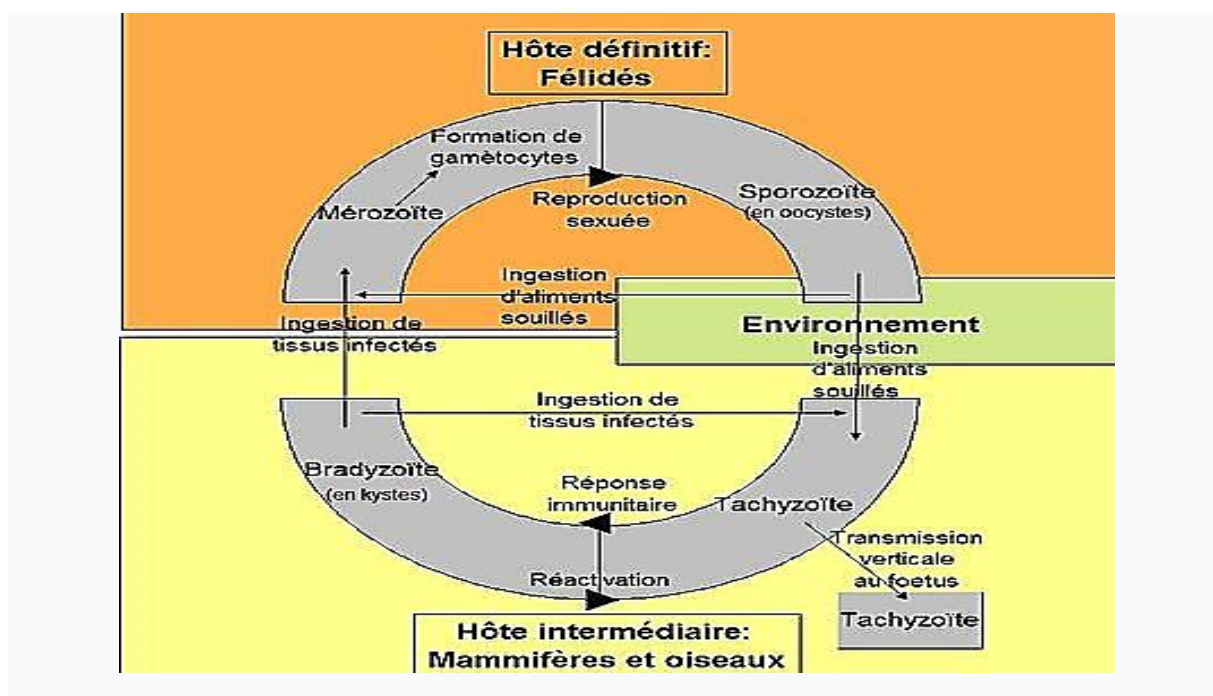 Hôte définitif:
Félidés
Formation de
gamètocytes
Mérozoïte
Reproduction
sexuée
Sporozoïte
(en oocystes)
Ingestion
d'aliments
souillés
Ingestion de
tissus infectés
Environnement
Ingestion
d'aliments
souillés
Ingestion de
tissus infectés
Bradyzoïte
(en kystes)
Réponse
immunitaire
Tachyzoïte
Transmission
verticale
au foetus
Réactivation
Tachyzoïte
Hôte intermédiaire:
Mammifères et oiseaux